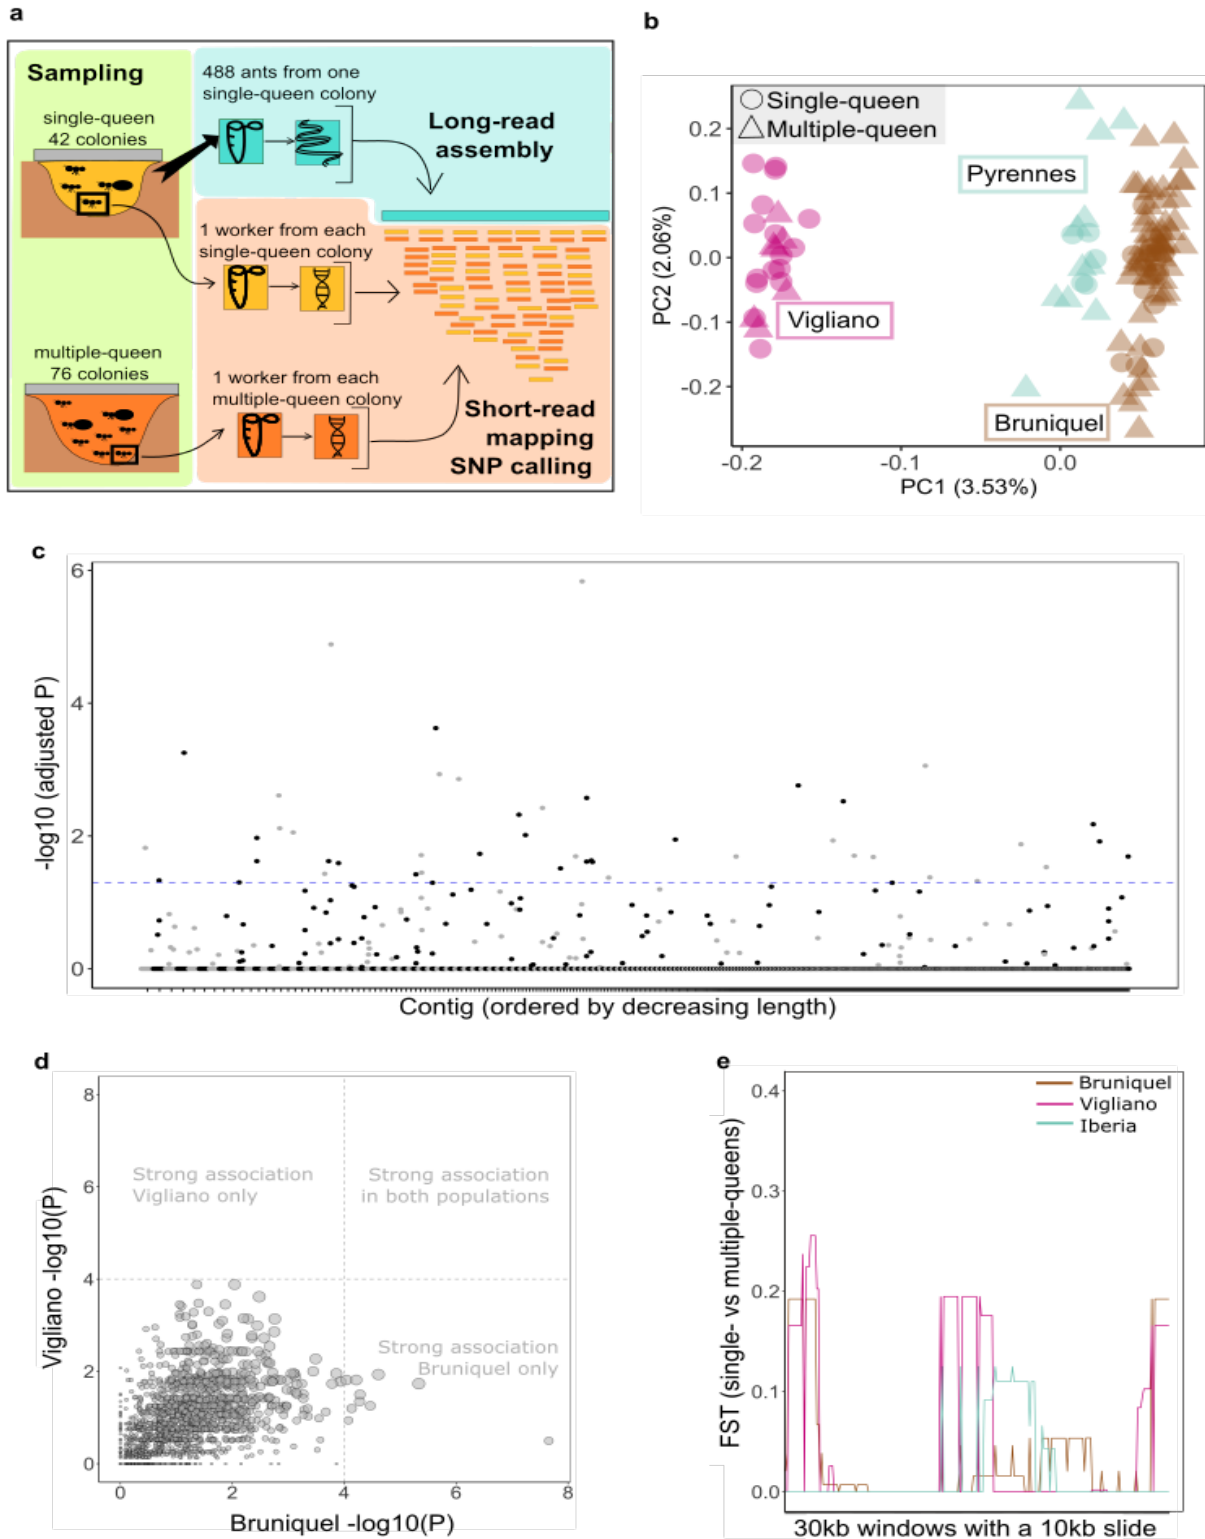 a
Sampling
single-queen
42 colonies
multiple-queen
76 colonies
488 ants from one
single-queen colony
Long-read
assembly
1 worker from each
single-queen colony
1 worker from each
multiple-queen colony
Short-read
mapping
SNP calling
b
Single-queen
Multiple-queen
Pyrennes
Vigliano
Bruniquel
PC2 (2.06%)
0.2
0.1
0.0
-0.1
-0.2
-0.2
-0.1
0.0
PC1 (3.53%)
c
-log10 (adjusted P)
6
4
2
0
Contig (ordered by decreasing length)
d
Vigliano -log10(P)
8
6
4
2
0
Strong association
Vigliano only
Strong association
in both populations
Strong association
Bruniquel only
0
2
4
6
8
Bruniquel -log10(P)
e
FST (single- vs multiple-queens)
0.4
0.3
0.2
0.1
0.0
Bruniquel
Vigliano
Iberia
30kb windows with a 10kb slide